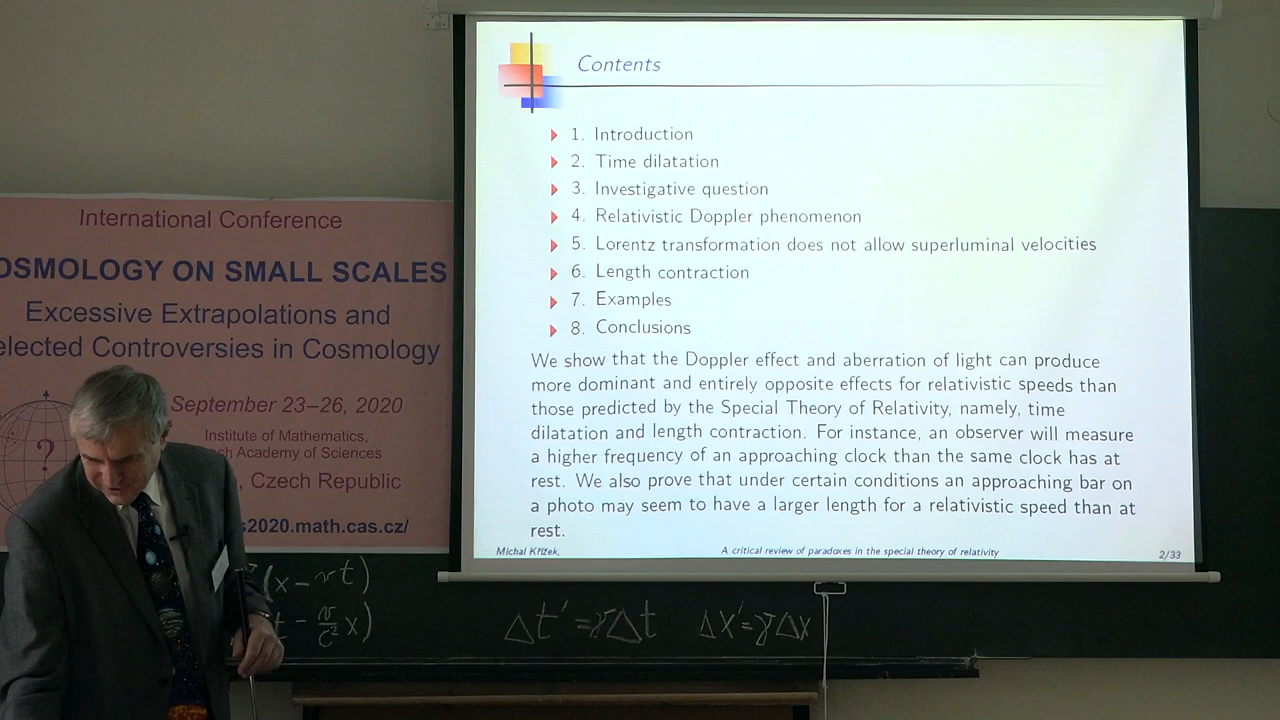 Contents
1. Introduction
2. Time dilatation
3. Investigative question
4. Relativistic Doppler phenomenon
5. Lorentz transformation does not allow superluminal velocities
6. Length contraction
7. Examples
8. Conclusions
We show that the Doppler effect and aberration of light can produce
more dominant and entirely opposite effects for relativistic speeds than
those predicted by the Special Theory of Relativity, namely, time
dilatation and length contraction. For instance, an observer will measure
a higher frequency of an approaching clock than the same clock has at
rest. We also prove that under certain conditions an approaching bar on
a photo may seem to have a larger length for a relativistic speed than at
rest.
Michal Křížek, A critical review of paradoxes in the special theory of relativity 2/33
International Conference
OSMOLOGY ON SMALL SCALES
Excessive Extrapolations and
elected Controversies in Cosmology
September 23–26, 2020
Institute of Mathematics,
ch Academy of Sciences
, Czech Republic
s2020.math.cas.cz/
?
(x − vt)
t − v/c² x)
Δt' = γΔt Δx' = γΔx